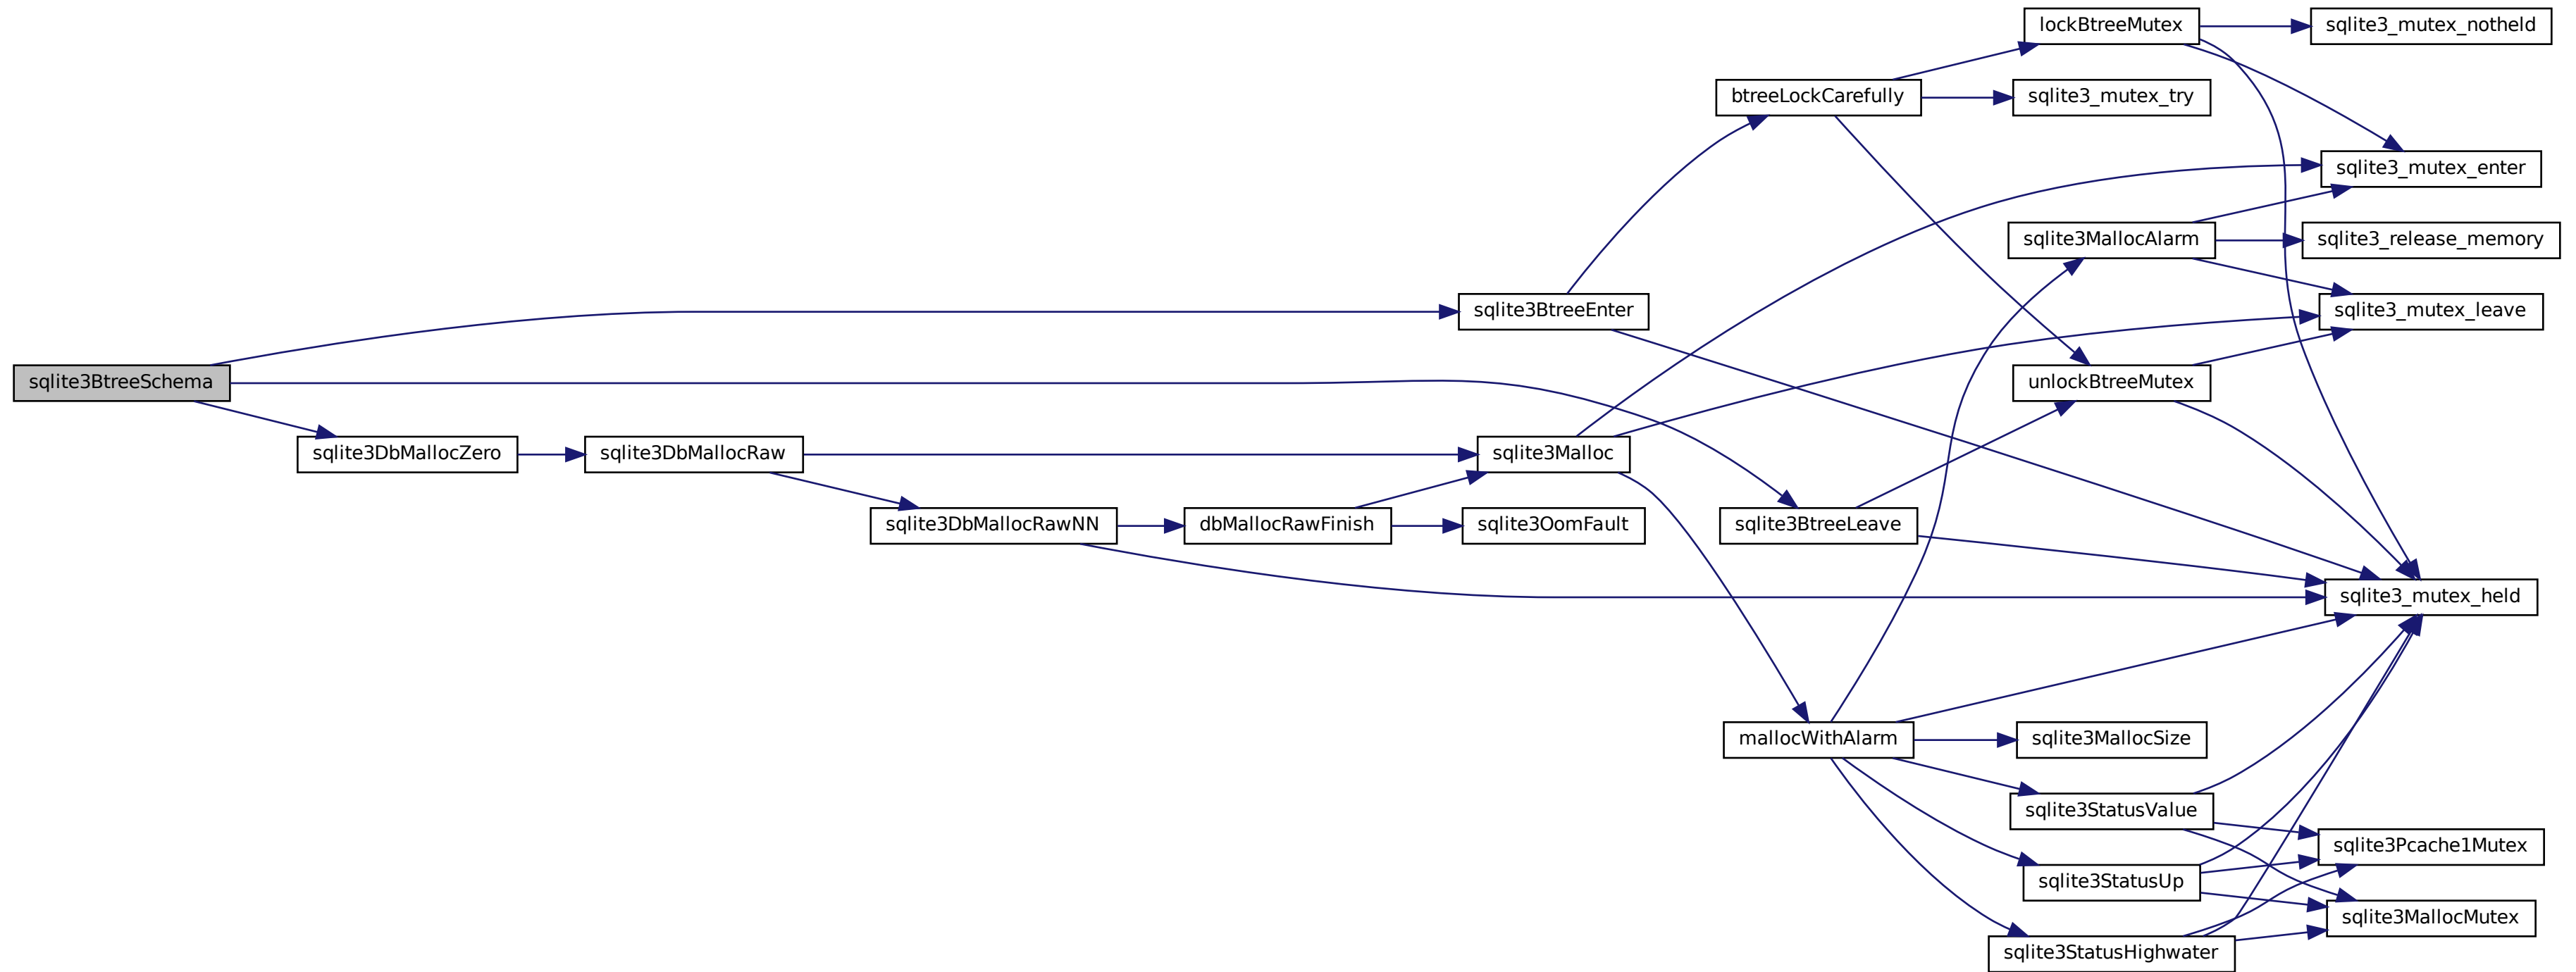 lockBtreeMutex
sqlite3_mutex_notheld
btreeLockCarefully
sqlite3_mutex_try
sqlite3_mutex_enter
sqlite3MallocAlarm
sqlite3_release_memory
sqlite3BtreeEnter
sqlite3_mutex_leave
sqlite3BtreeSchema
unlockBtreeMutex
sqlite3DbMallocZero
sqlite3DbMallocRaw
sqlite3Malloc
sqlite3DbMallocRawNN
dbMallocRawFinish
sqlite3OomFault
sqlite3BtreeLeave
sqlite3_mutex_held
mallocWithAlarm
sqlite3MallocSize
sqlite3StatusValue
sqlite3Pcache1Mutex
sqlite3StatusUp
sqlite3MallocMutex
sqlite3StatusHighwater